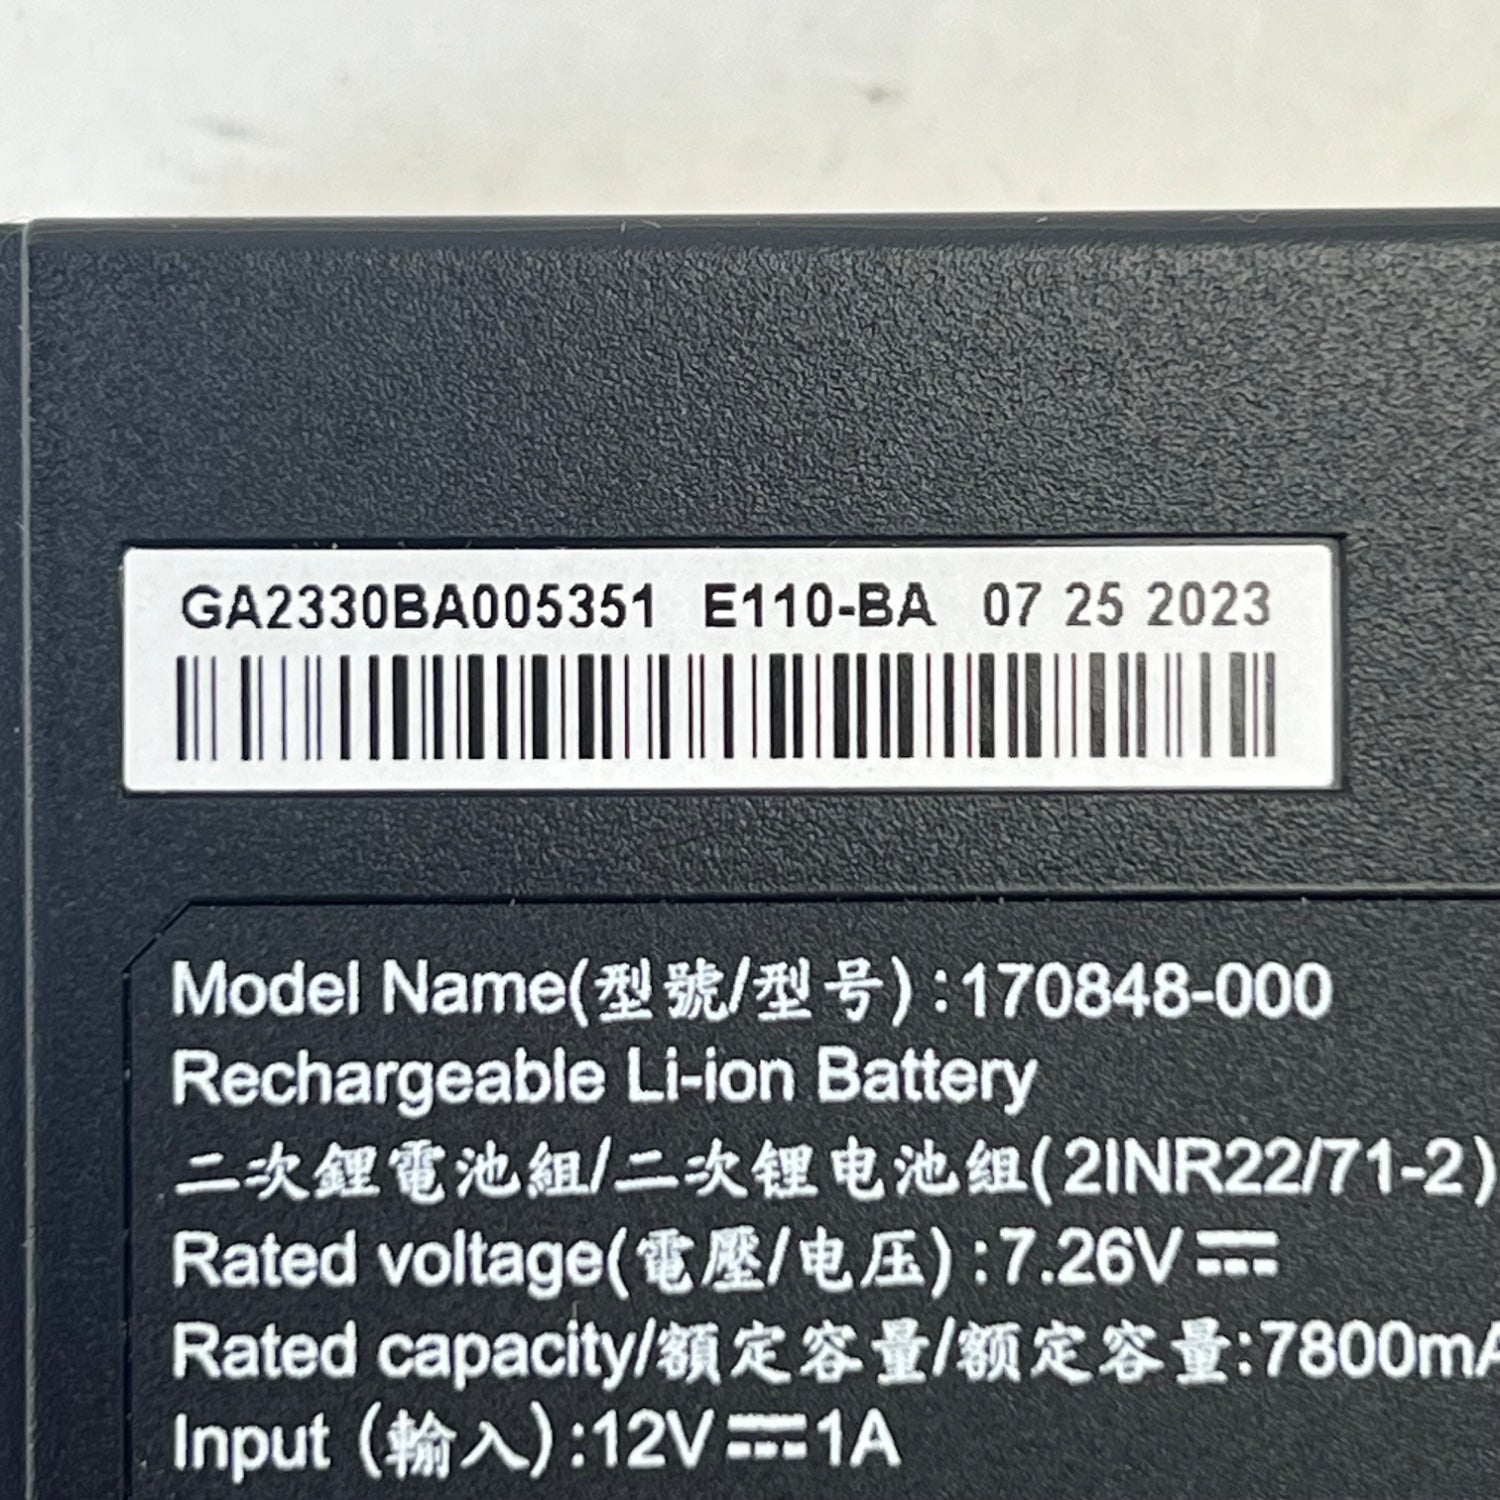 GA2330BA005351 E110-BA 07 25 2023
Model Name(型號/型号):170848-000
Rechargeable Li-ion Battery
二次鋰電池組/二次锂电池组(2INR22/71-2)
Rated voltage(電壓/电压):7.26V⎓
Rated capacity/額定容量/额定容量:7800mA
Input (輸入):12V⎓1A